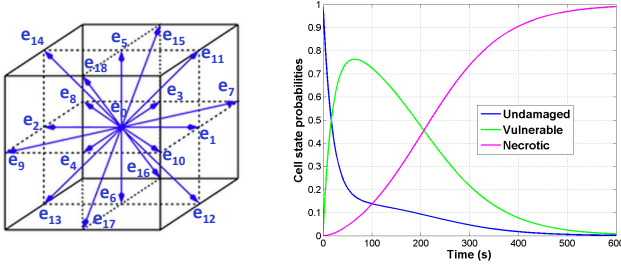 e14
e5
e15
e11
e18
e7
e8
e0
e3
e2
e1
e9
e4
e10
e16
e6
e13
e17
e12
Cell state probabilities
1
0.9
0.8
0.7
0.6
0.5
0.4
0.3
0.2
0.1
0
Undamaged
Vulnerable
Necrotic
0 100 200 300 400 500 600
Time (s)